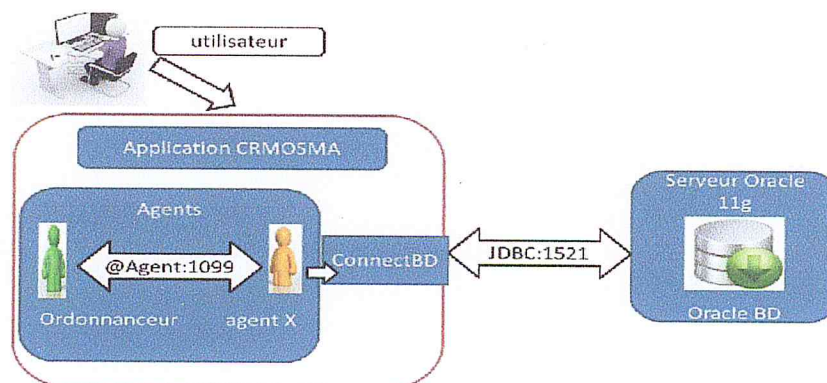 utilisateur
Application CRMOSMA
Agents
@Agent:1099
Ordonnanceur
agent X
ConnectBD
JDBC:1521
Serveur Oracle
11g
Oracle BD